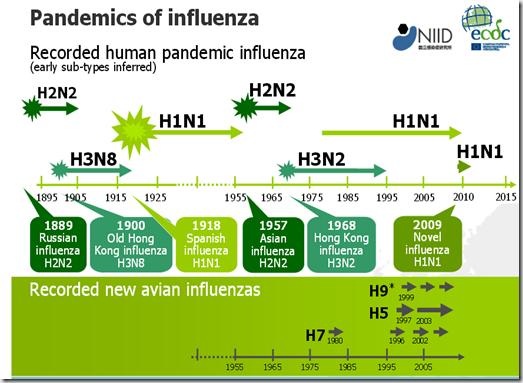 Pandemics of influenza
NIID
国立感染症研究所
ecdc
Recorded human pandemic influenza
(early sub-types inferred)
H2N2
H2N2
H1N1
H1N1
H3N8
H3N2
H1N1
1895 1905 1915 1925 1955 1965 1975 1985 1995 2005 2010 2015
1889
Russian
influenza
H2N2
1900
Old Hong
Kong influenza
H3N8
1918
Spanish
influenza
H1N1
1957
Asian
influenza
H2N2
1968
Hong Kong
influenza
H3N2
2009
Novel
influenza
H1N1
Recorded new avian influenzas
H9*
1999
H5
1997 2003
H7
1980 1996 2002
1955 1965 1975 1985 1995 2005